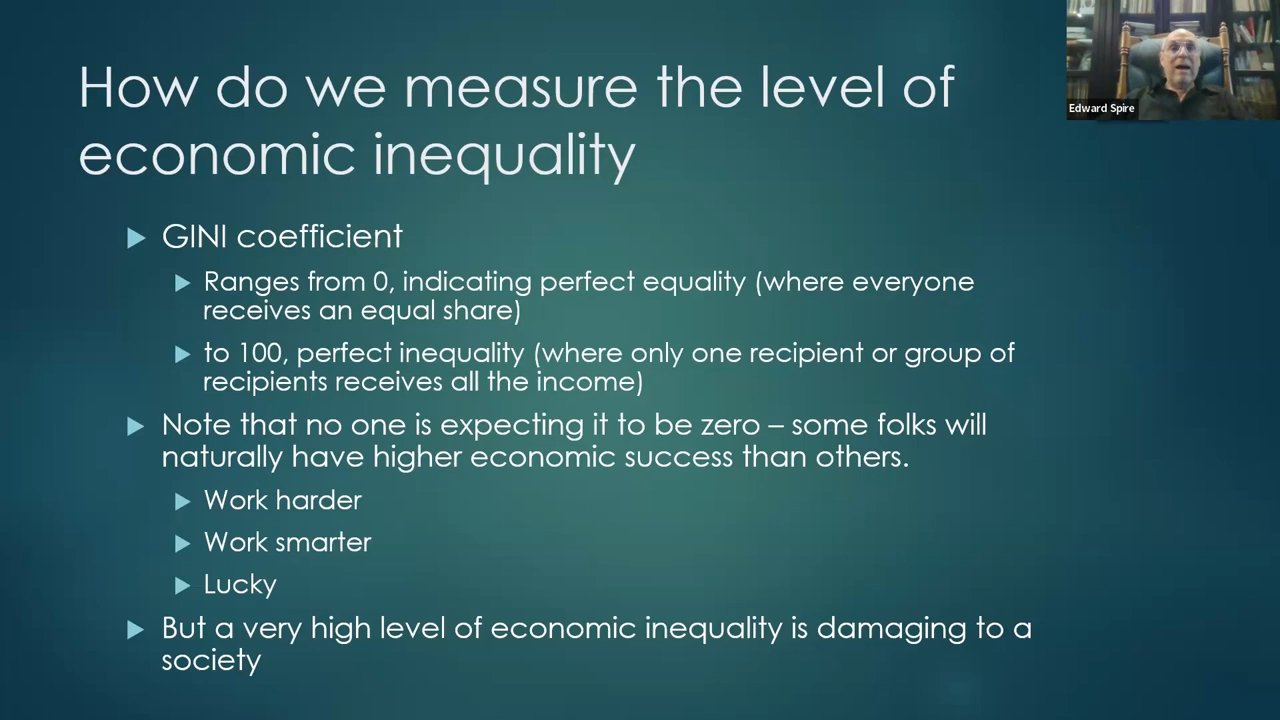 How do we measure the level of
economic inequality
Edward Spire
GINI coefficient
Ranges from 0, indicating perfect equality (where everyone
receives an equal share)
to 100, perfect inequality (where only one recipient or group of
recipients receives all the income)
Note that no one is expecting it to be zero – some folks will
naturally have higher economic success than others.
Work harder
Work smarter
Lucky
But a very high level of economic inequality is damaging to a
society